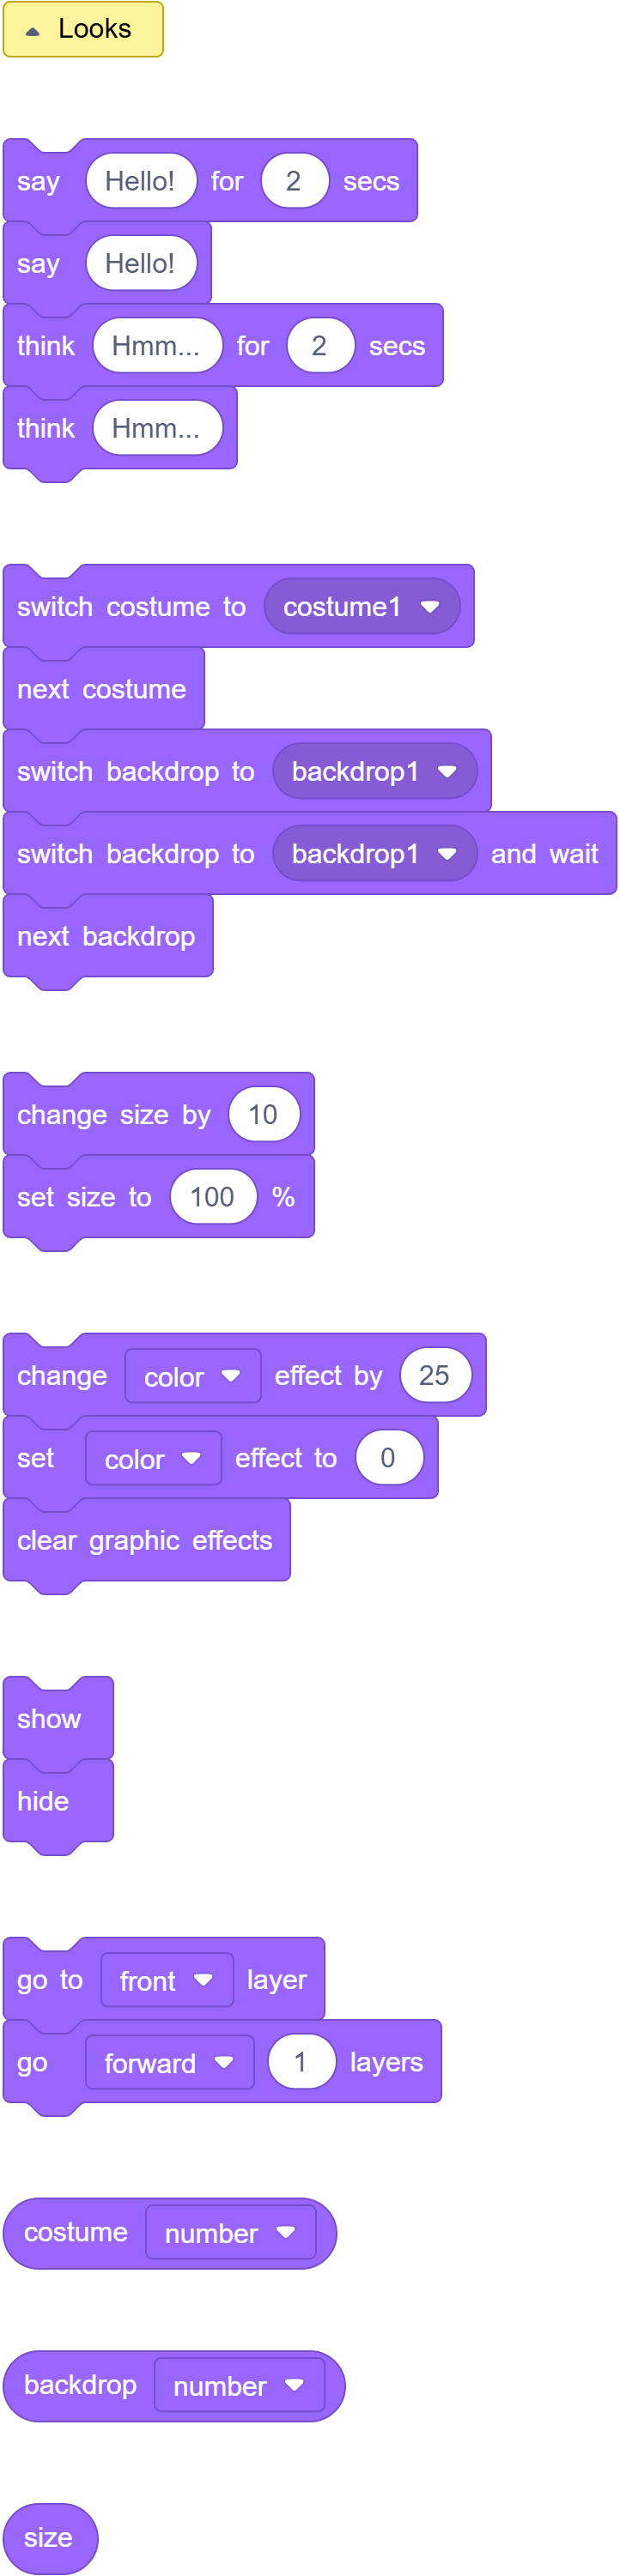 Looks
say Hello! for 2 secs
say Hello!
think Hmm... for 2 secs
think Hmm...
switch costume to costume1
next costume
switch backdrop to backdrop1
switch backdrop to backdrop1 and wait
next backdrop
change size by 10
set size to 100 %
change color effect by 25
set color effect to 0
clear graphic effects
show
hide
go to front layer
go forward 1 layers
costume number
backdrop number
size